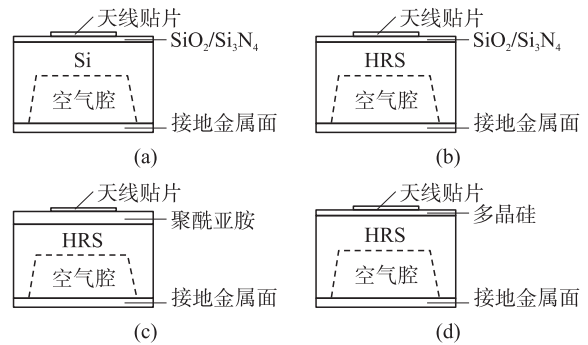 天线贴片
SiO₂/Si₃N₄
Si
空气腔
接地金属面
(a)
天线贴片
SiO₂/Si₃N₄
HRS
空气腔
接地金属面
(b)
天线贴片
聚酰亚胺
HRS
空气腔
接地金属面
(c)
天线贴片
多晶硅
HRS
空气腔
接地金属面
(d)